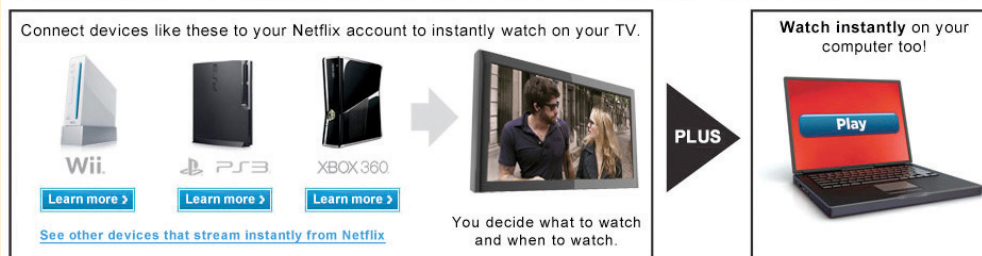 Connect devices like these to your Netflix account to instantly watch on your TV.
Wii.
PS3.
XBOX 360
Learn more >
Learn more >
Learn more >
See other devices that stream instantly from Netflix
You decide what to watch
and when to watch.
PLUS
Watch instantly on your
computer too!
Play